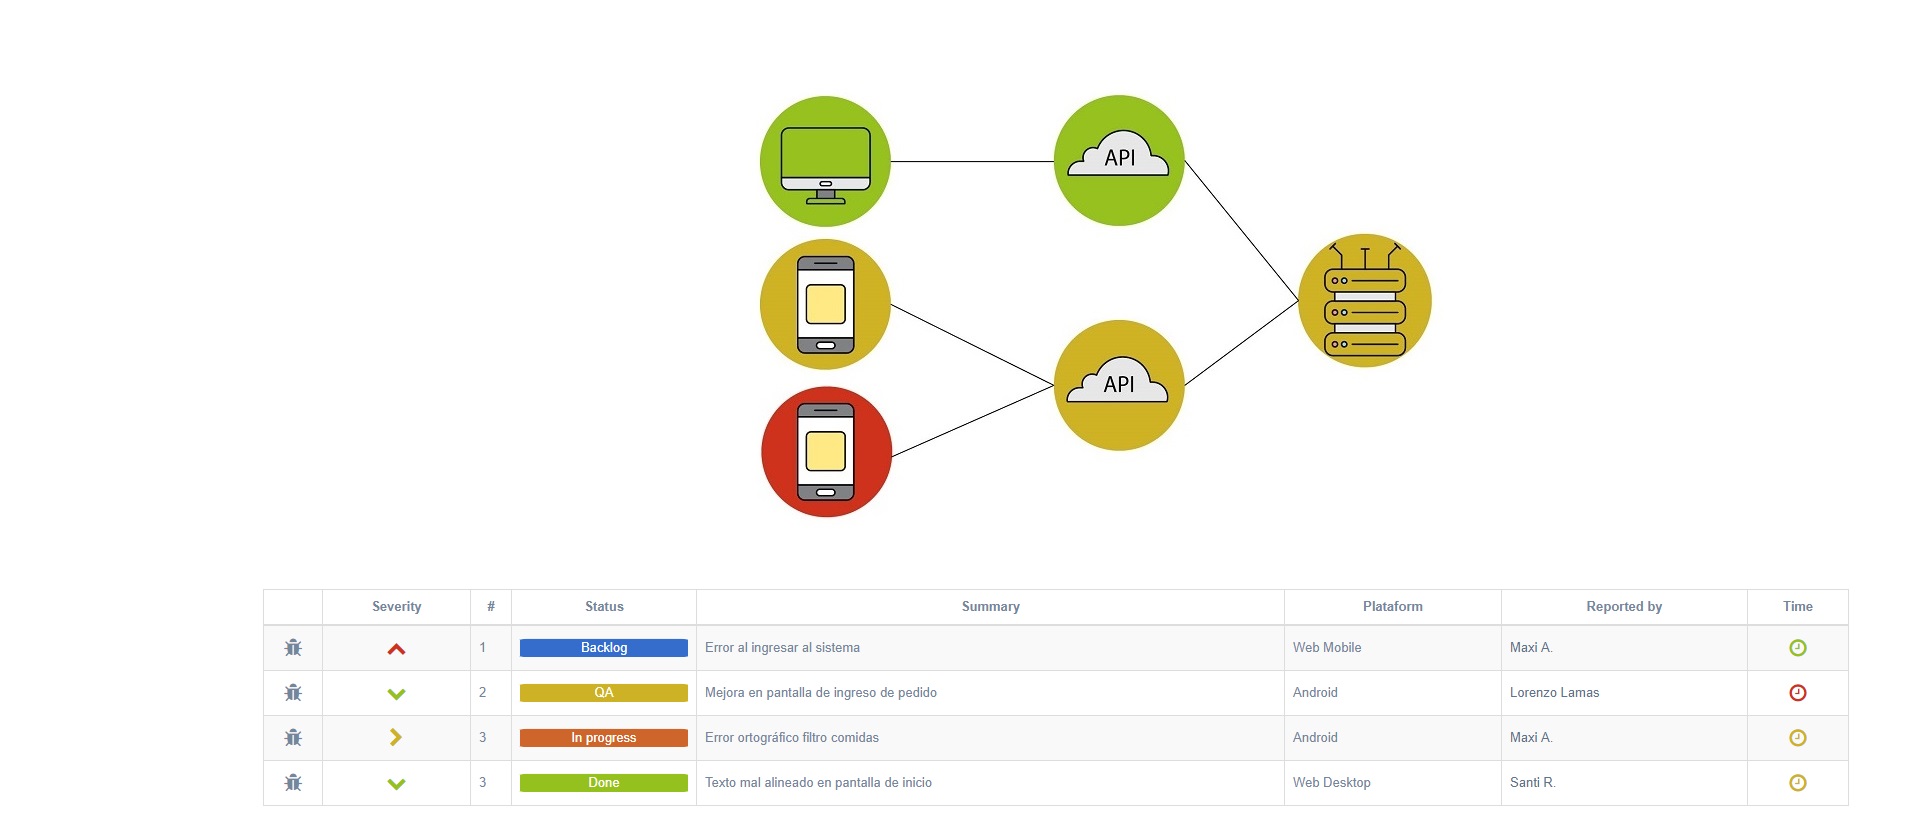 API
API
Severity # Status Summary Plataform Reported by Time
1 Backlog Error al ingresar al sistema Web Mobile Maxi A.
2 QA Mejora en pantalla de ingreso de pedido Android Lorenzo Lamas
3 In progress Error ortográfico filtro comidas Android Maxi A.
3 Done Texto mal alineado en pantalla de inicio Web Desktop Santi R.